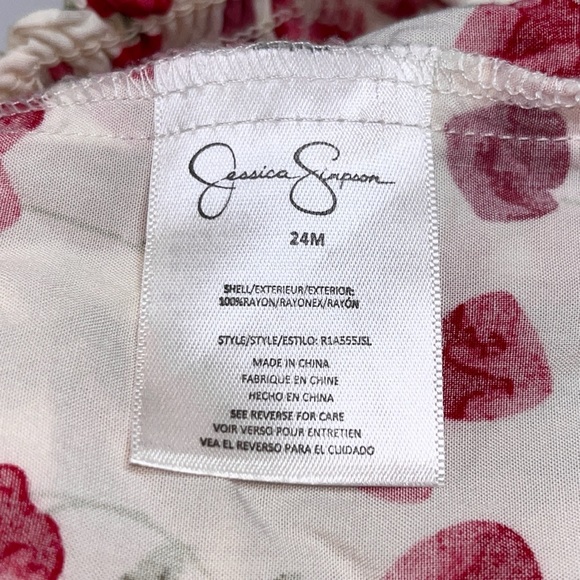 Jessica Simpson
24M
SHELL/EXTERIEUR/EXTERIOR:
100%RAYON/RAYONEX/RAYÓN
STYLE/STYLE/ESTILO: R1A555JSL
MADE IN CHINA
FABRIQUE EN CHINE
HECHO EN CHINA
SEE REVERSE FOR CARE
VOIR VERSO POUR ENTRETIEN
VEA EL REVERSO PARA EL CUIDADO